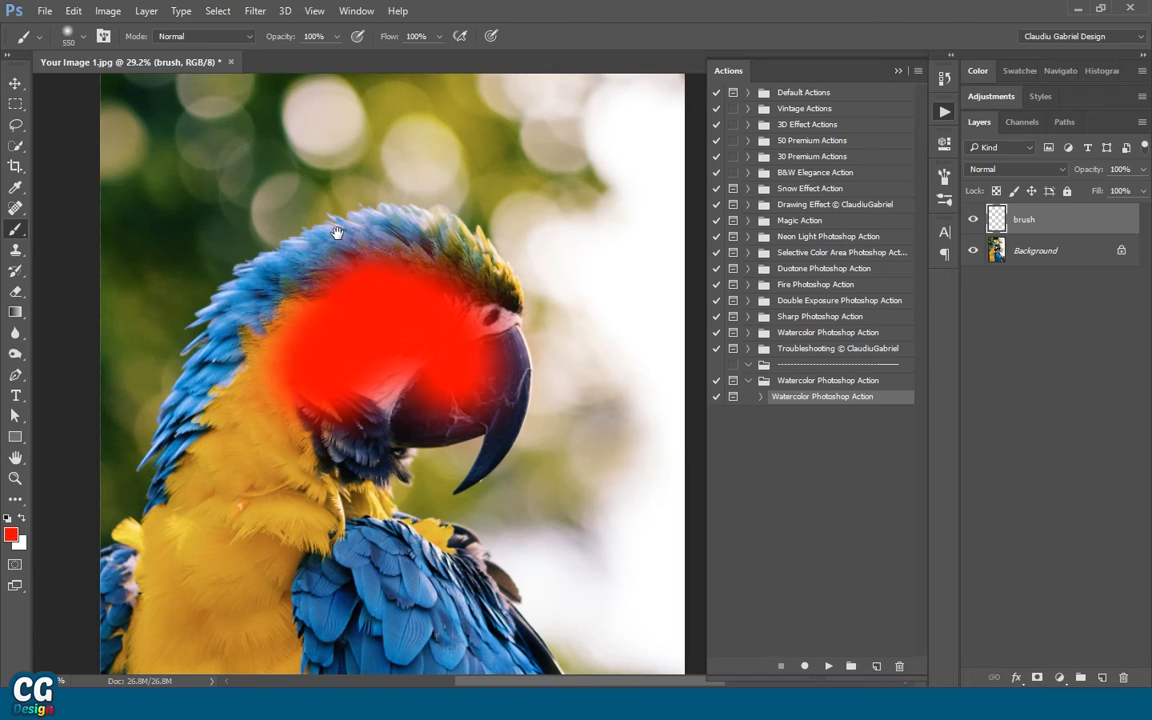 Ps File Edit Image Layer Type Select Filter 3D View Window Help
550 Mode: Normal Opacity: 100% Flow: 100% Claudiu Gabriel Design
Your Image 1.jpg @ 29.2% (brush, RGB/8) *
Actions
Default Actions
Vintage Actions
3D Effect Actions
50 Premium Actions
30 Premium Actions
B&W Elegance Action
Snow Effect Action
Drawing Effect © ClaudiuGabriel
Magic Action
Neon Light Photoshop Action
Selective Color Area Photoshop Act...
Duotone Photoshop Action
Fire Photoshop Action
Double Exposure Photoshop Action
Sharp Photoshop Action
Watercolor Photoshop Action
Troubleshooting © ClaudiuGabriel
Watercolor Photoshop Action
Watercolor Photoshop Action
Color Swatches Navigato Histogra
Adjustments Styles
Layers Channels Paths
Kind
Normal Opacity: 100%
Lock: Fill: 100%
brush
Background
Doc: 26.8M/26.8M
CG
Design